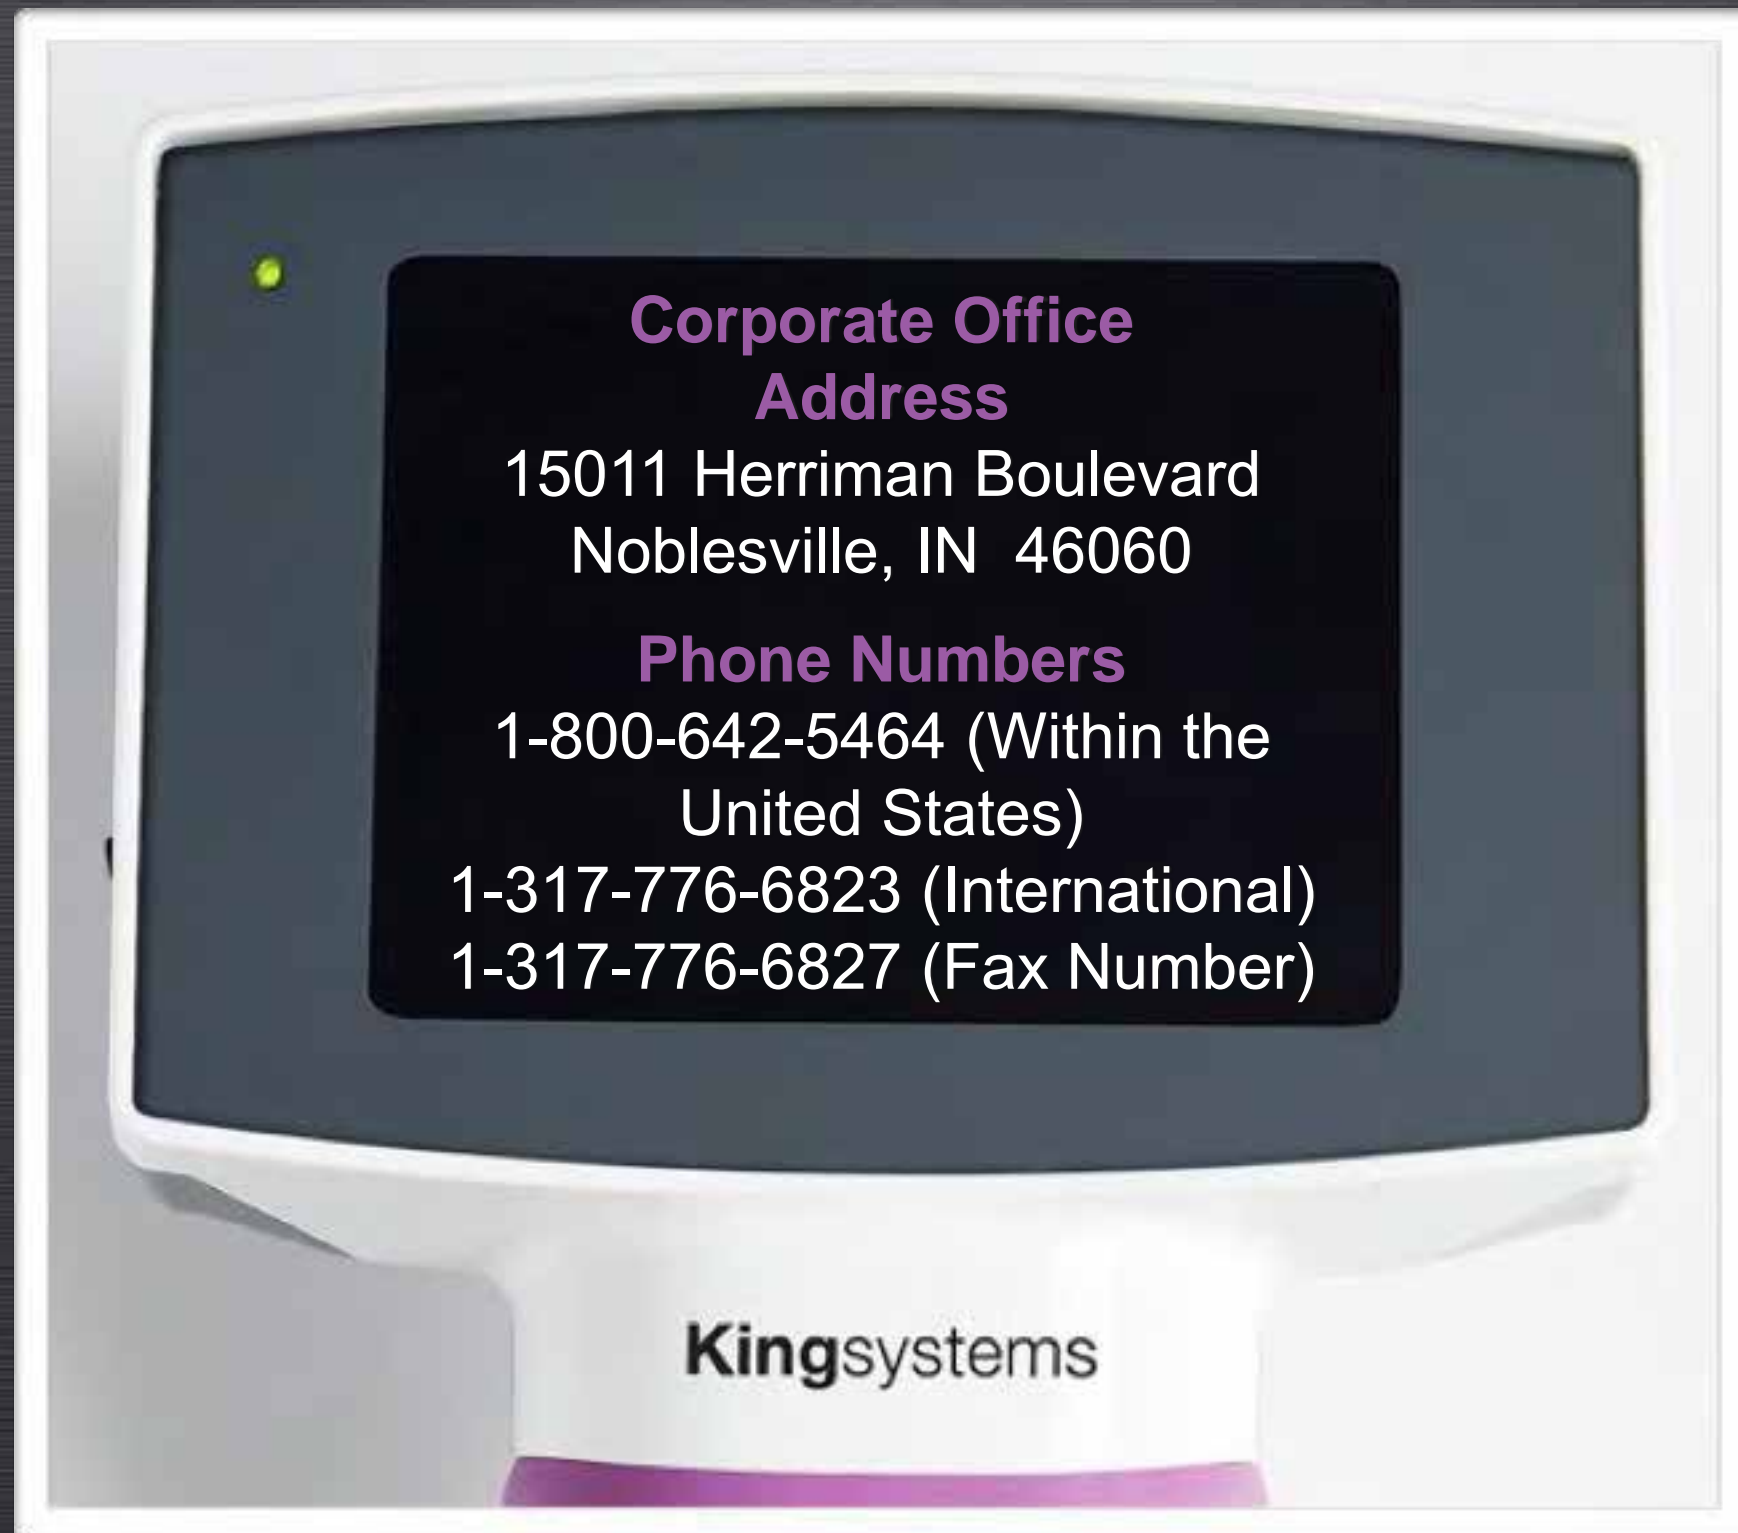 Corporate Office
Address
15011 Herriman Boulevard
Noblesville, IN  46060
Phone Numbers
1-800-642-5464 (Within the
United States)
1-317-776-6823 (International)
1-317-776-6827 (Fax Number)
Kingsystems